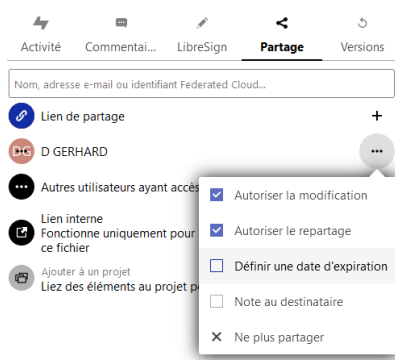 Activité Commentai... LibreSign Partage Versions
Nom, adresse e-mail ou identifiant Federated Cloud...
Lien de partage
DG D GERHARD
Autres utilisateurs ayant accès
Autoriser la modification
Lien interne
Fonctionne uniquement pour
ce fichier
Autoriser le repartage
Définir une date d'expiration
Ajouter à un projet
Liez des éléments au projet po
Note au destinataire
Ne plus partager